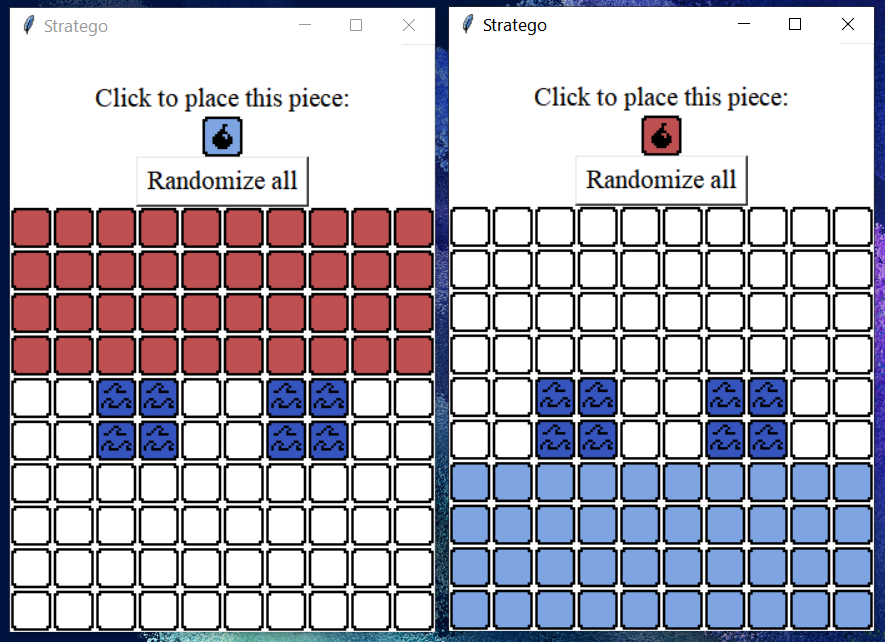 Stratego
Click to place this piece:
Randomize all
Stratego
Click to place this piece:
Randomize all